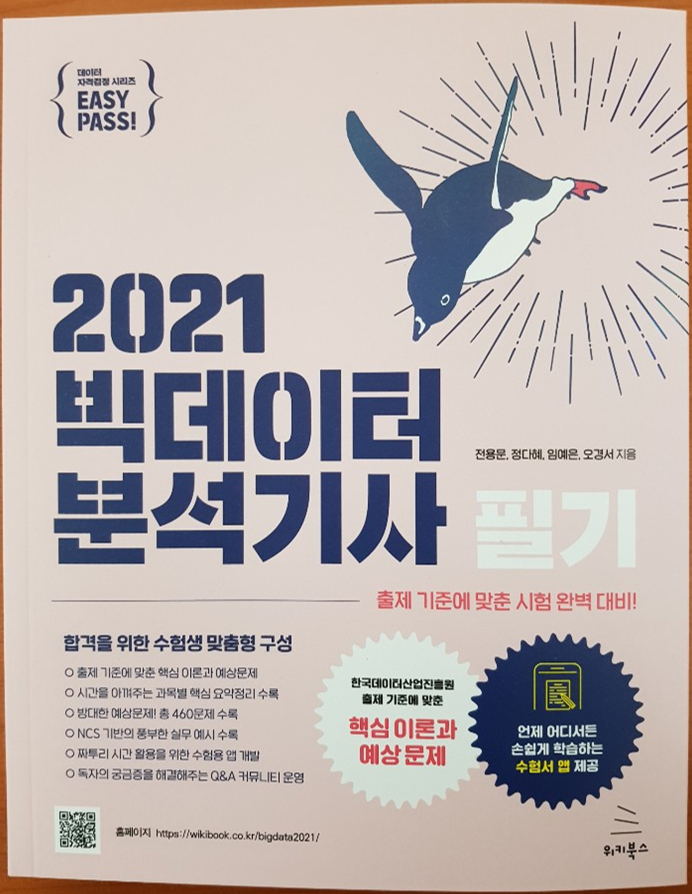 데이터
자격검정 시리즈
EASY
PASS!
2021
빅데이터
분석기사 필기
전용문, 정다혜, 임예은, 오경서 지음
출제 기준에 맞춘 시험 완벽 대비!
합격을 위한 수험생 맞춤형 구성
○ 출제 기준에 맞춘 핵심 이론과 예상문제
○ 시간을 아껴주는 과목별 핵심 요약정리 수록
○ 방대한 예상문제! 총 460문제 수록
○ NCS 기반의 풍부한 실무 예시 수록
○ 짜투리 시간 활용을 위한 수험용 앱 개발
○ 독자의 궁금증을 해결해주는 Q&A 커뮤니티 운영
한국데이터산업진흥원
출제 기준에 맞춘
핵심 이론과
예상 문제
언제 어디서든
손쉽게 학습하는
수험서 앱 제공
홈페이지 https://wikibook.co.kr/bigdata2021/
위키북스